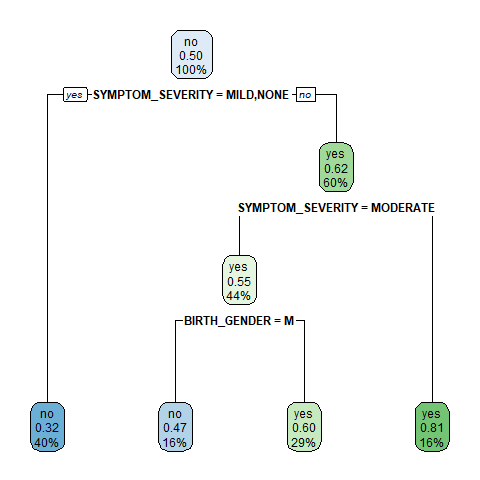 no
0.50
100%
yes SYMPTOM_SEVERITY = MILD,NONE no
yes
0.62
60%
SYMPTOM_SEVERITY = MODERATE
yes
0.55
44%
BIRTH_GENDER = M
no
0.32
40%
no
0.47
16%
yes
0.60
29%
yes
0.81
16%